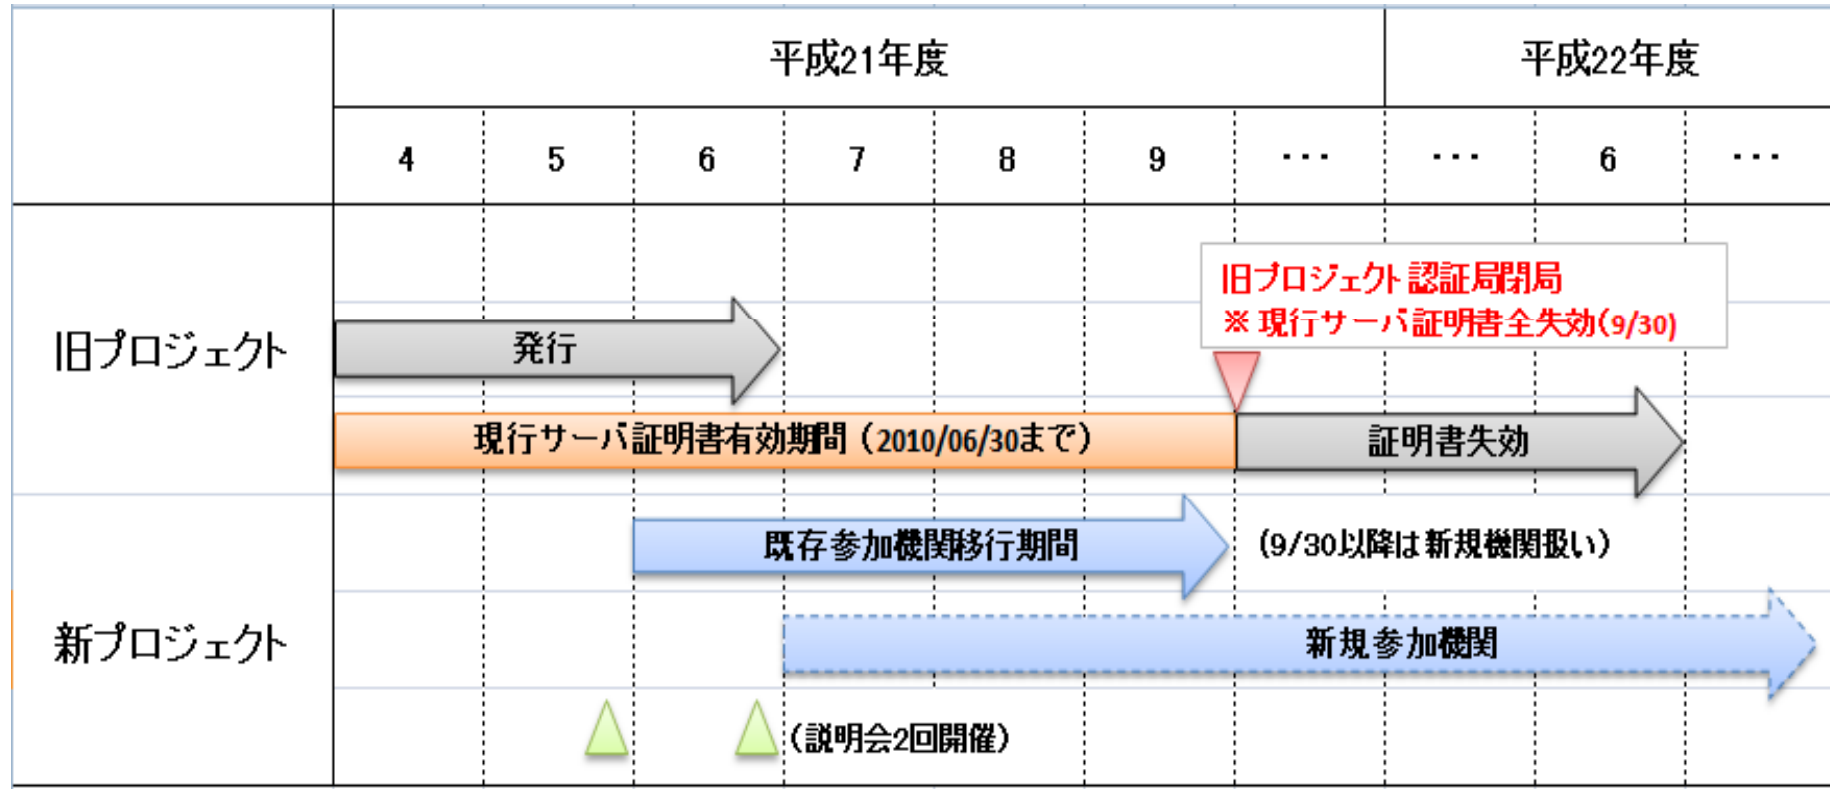 平成21年度 平成22年度
4 5 6 7 8 9 ・・・ ・・・ 6 ・・・
旧プロジェクト認証局閉局
※現行サーバ証明書全失効(9/30)
旧プロジェクト
発行
現行サーバ証明書有効期間（2010/06/30まで）
証明書失効
既存参加機関移行期間
（9/30以降は新規機関扱い）
新プロジェクト
新規参加機関
（説明会2回開催）